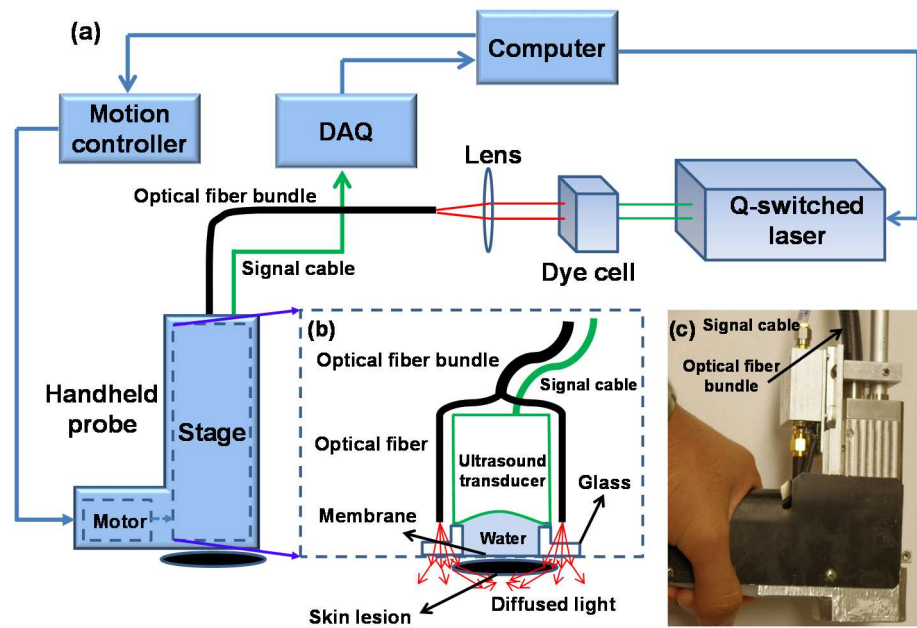 (a)
Computer
Motion
controller
DAQ
Lens
Optical fiber bundle
Q-switched
laser
Signal cable
Dye cell
(b)
(c)
Signal cable
Optical fiber
bundle
Optical fiber bundle
Signal cable
Handheld
probe
Stage
Optical fiber
Ultrasound
transducer
Glass
Motor
Membrane
Water
Skin lesion
Diffused light